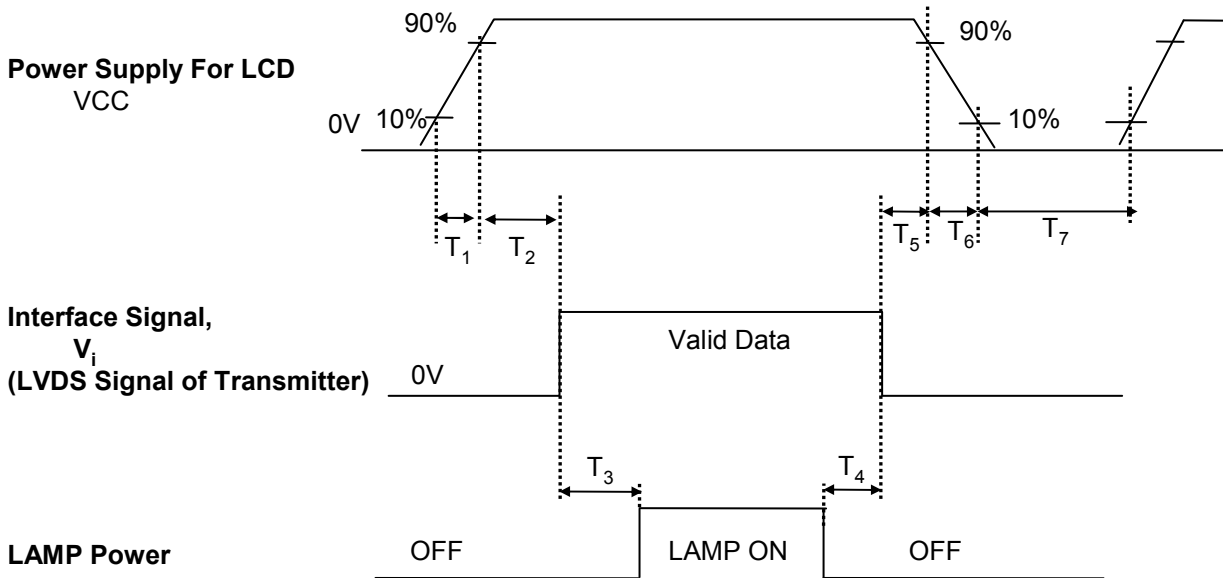 90%
90%
Power Supply For LCD
VCC
0V
10%
10%
T1
T2
T5
T6
T7
Interface Signal,
Vi
(LVDS Signal of Transmitter)
Valid Data
0V
T3
T4
LAMP Power
OFF
LAMP ON
OFF